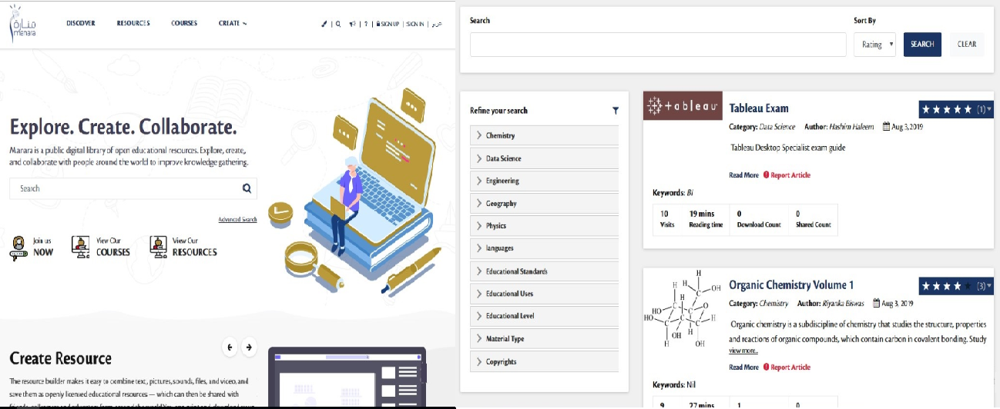 منارة
manara
DISCOVER RESOURCES COURSES CREATE
| | | ? | SIGN UP | SIGN IN | عربي
Explore. Create. Collaborate.
Manara is a public digital library of open educational resources. Explore, create,
and collaborate with people around the world to improve knowledge gathering.
Search
Advanced Search
Join us
NOW
View Our
COURSES
View Our
RESOURCES
Create Resource
The resource builder makes it easy to combine text, pictures, sounds, files, and video, and
save them as openly licensed educational resources — which can then be shared with
Search
Sort By
Rating
SEARCH
CLEAR
Refine your search
Chemistry
Data Science
Engineering
Geography
Physics
languages
Educational Standards
Educational Uses
Educational Level
Material Type
Copyrights
+ableau
Tableau Exam
(1)
Category: Data Science Author: Hashim Haleem Aug 3,2019
Tableau Desktop Specialist exam guide
Read More Report Article
Keywords: BI
10 19 mins 0 0
Visits Reading time Download Count Shared Count
H
H H C OH
H C O
HO C H
HO C
OH H
H OH
Organic Chemistry Volume 1
(3)
Category: Chemistry Author: Riyanka Biswas Aug 3, 2019
Organic chemistry is a subdiscipline of chemistry that studies the structure, properties
and reactions of organic compounds, which contain carbon in covalent bonding. Study
view more..
Read More Report Article
Keywords: Nil
9 27 mins 1 0